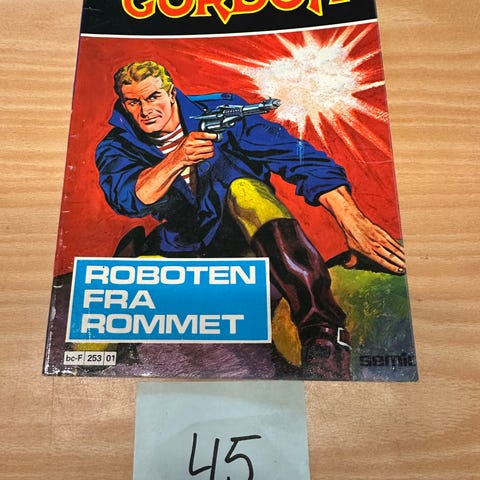 GORDON
ROBOTEN
FRA
ROMMET
bc-F 253 01
semic
45